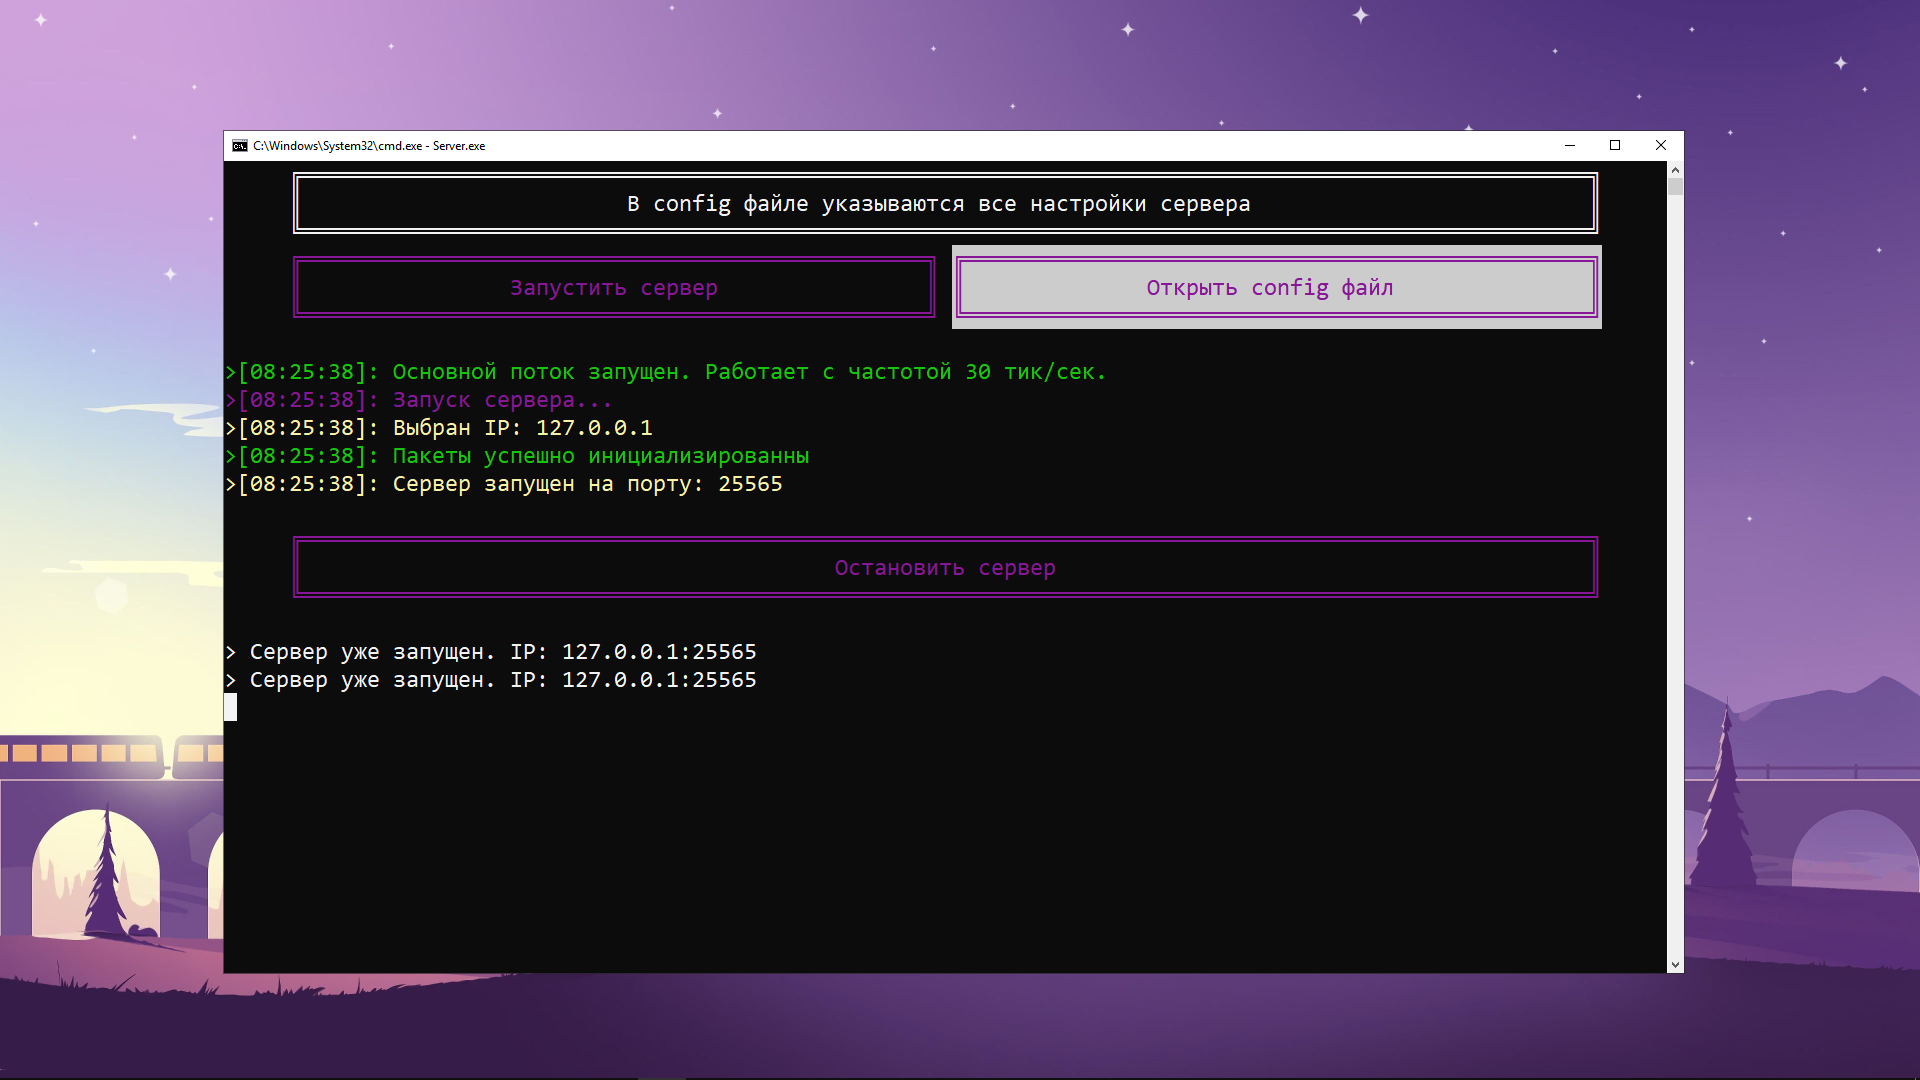 C:\Windows\System32\cmd.exe - Server.exe
В config файле указываются все настройки сервера
Запустить сервер
Открыть config файл
>[08:25:38]: Основной поток запущен. Работает с частотой 30 тик/сек.
>[08:25:38]: Запуск сервера...
>[08:25:38]: Выбран IP: 127.0.0.1
>[08:25:38]: Пакеты успешно инициализированны
>[08:25:38]: Сервер запущен на порту: 25565
Остановить сервер
> Сервер уже запущен. IP: 127.0.0.1:25565
> Сервер уже запущен. IP: 127.0.0.1:25565